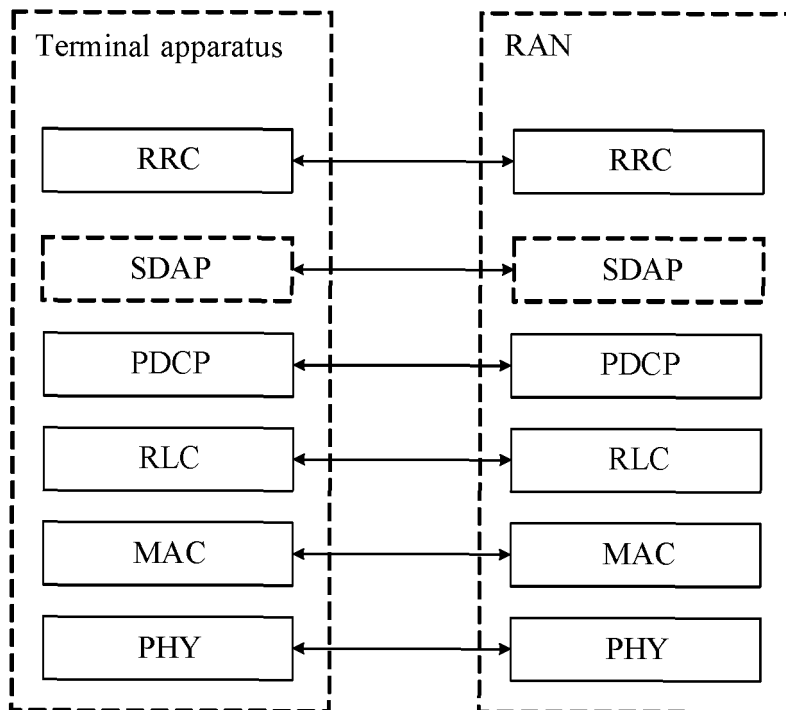 Terminal apparatus
RAN
RRC
RRC
SDAP
SDAP
PDCP
PDCP
RLC
RLC
MAC
MAC
PHY
PHY